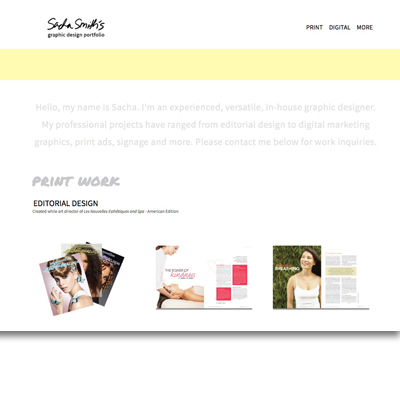 Sacha Smith's
graphic design portfolio
PRINT DIGITAL MORE
Hello, my name is Sacha. I'm an experienced, versatile, in-house graphic designer.
My professional projects have ranged from editorial design to digital marketing
graphics, print ads, signage and more. Please contact me below for work inquiries.
PRINT WORK
EDITORIAL DESIGN
Created while art director of Les Nouvelles Esthétiques and Spa - American Edition
THE POWER OF
kindness
BREATHING